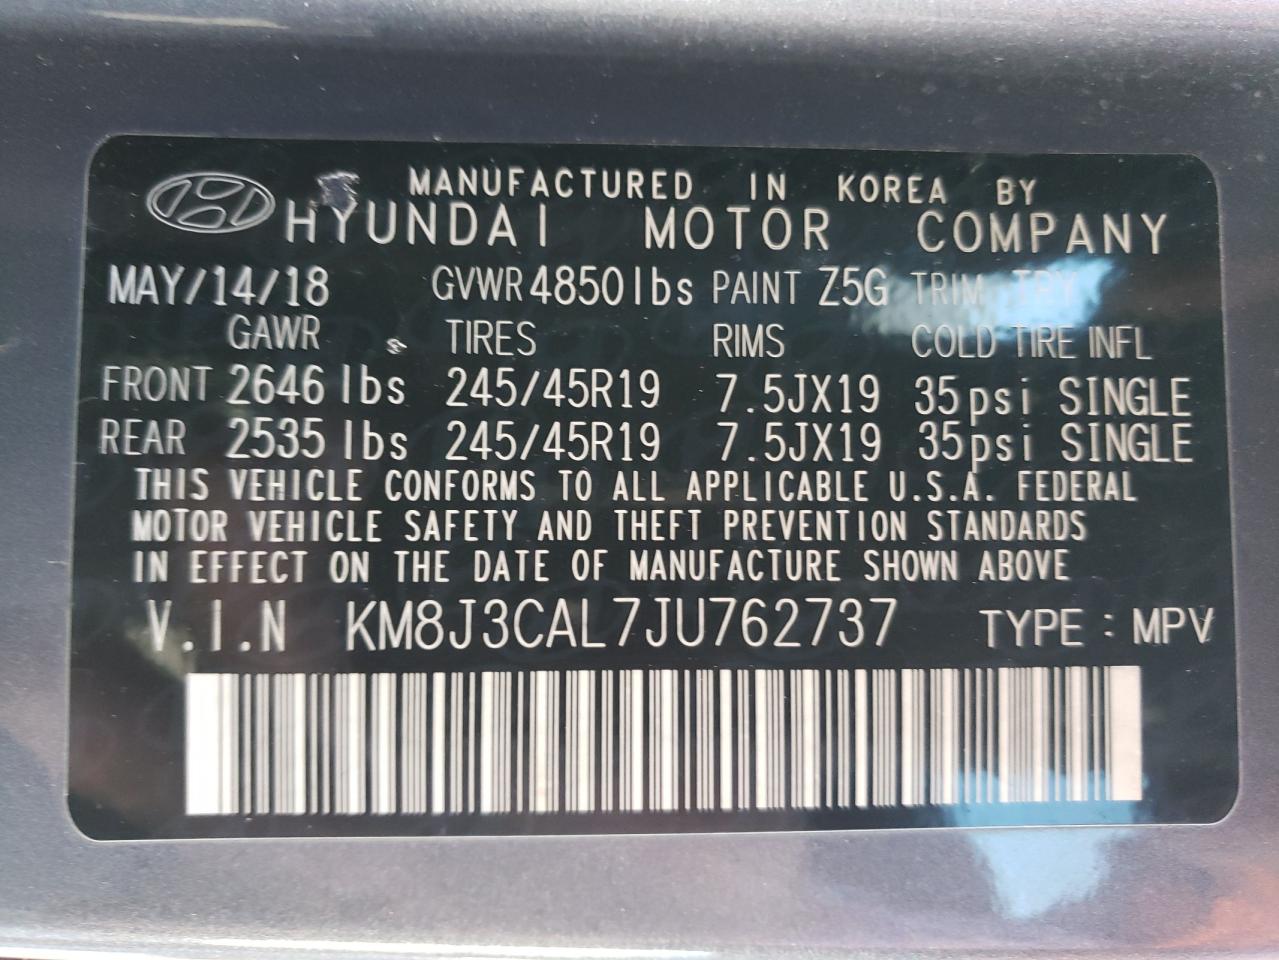 MANUFACTURED IN KOREA BY
HYUNDAI MOTOR COMPANY
MAY/14/18 GVWR 4850lbs PAINT Z5G TRIM TRY
GAWR TIRES RIMS COLD TIRE INFL
FRONT 2646 lbs 245/45R19 7.5JX19 35psi SINGLE
REAR 2535 lbs 245/45R19 7.5JX19 35psi SINGLE
THIS VEHICLE CONFORMS TO ALL APPLICABLE U.S.A. FEDERAL
MOTOR VEHICLE SAFETY AND THEFT PREVENTION STANDARDS
IN EFFECT ON THE DATE OF MANUFACTURE SHOWN ABOVE
V.I.N KM8J3CAL7JU762737 TYPE : MPV